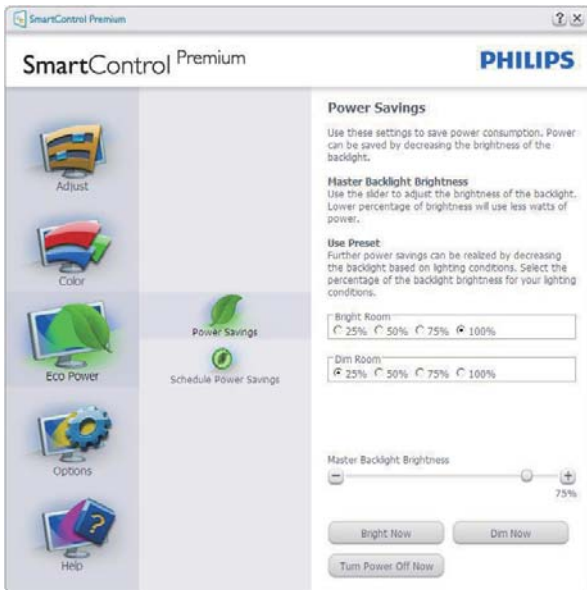 SmartControl Premium
SmartControl Premium
PHILIPS
Adjust
Color
Eco Power
Options
Help
Power Savings
Schedule Power Savings
Power Savings
Use these settings to save power consumption. Power
can be saved by decreasing the brightness of the
backlight.
Master Backlight Brightness
Use the slider to adjust the brightness of the backlight.
Lower percentage of brightness will use less watts of
power.
Use Preset
Further power savings can be realized by decreasing
the backlight based on lighting conditions. Select the
percentage of the backlight brightness for your lighting
conditions.
Bright Room
25% 50% 75% 100%
Dim Room
25% 50% 75% 100%
Master Backlight Brightness
75%
Bright Now Dim Now
Turn Power Off Now